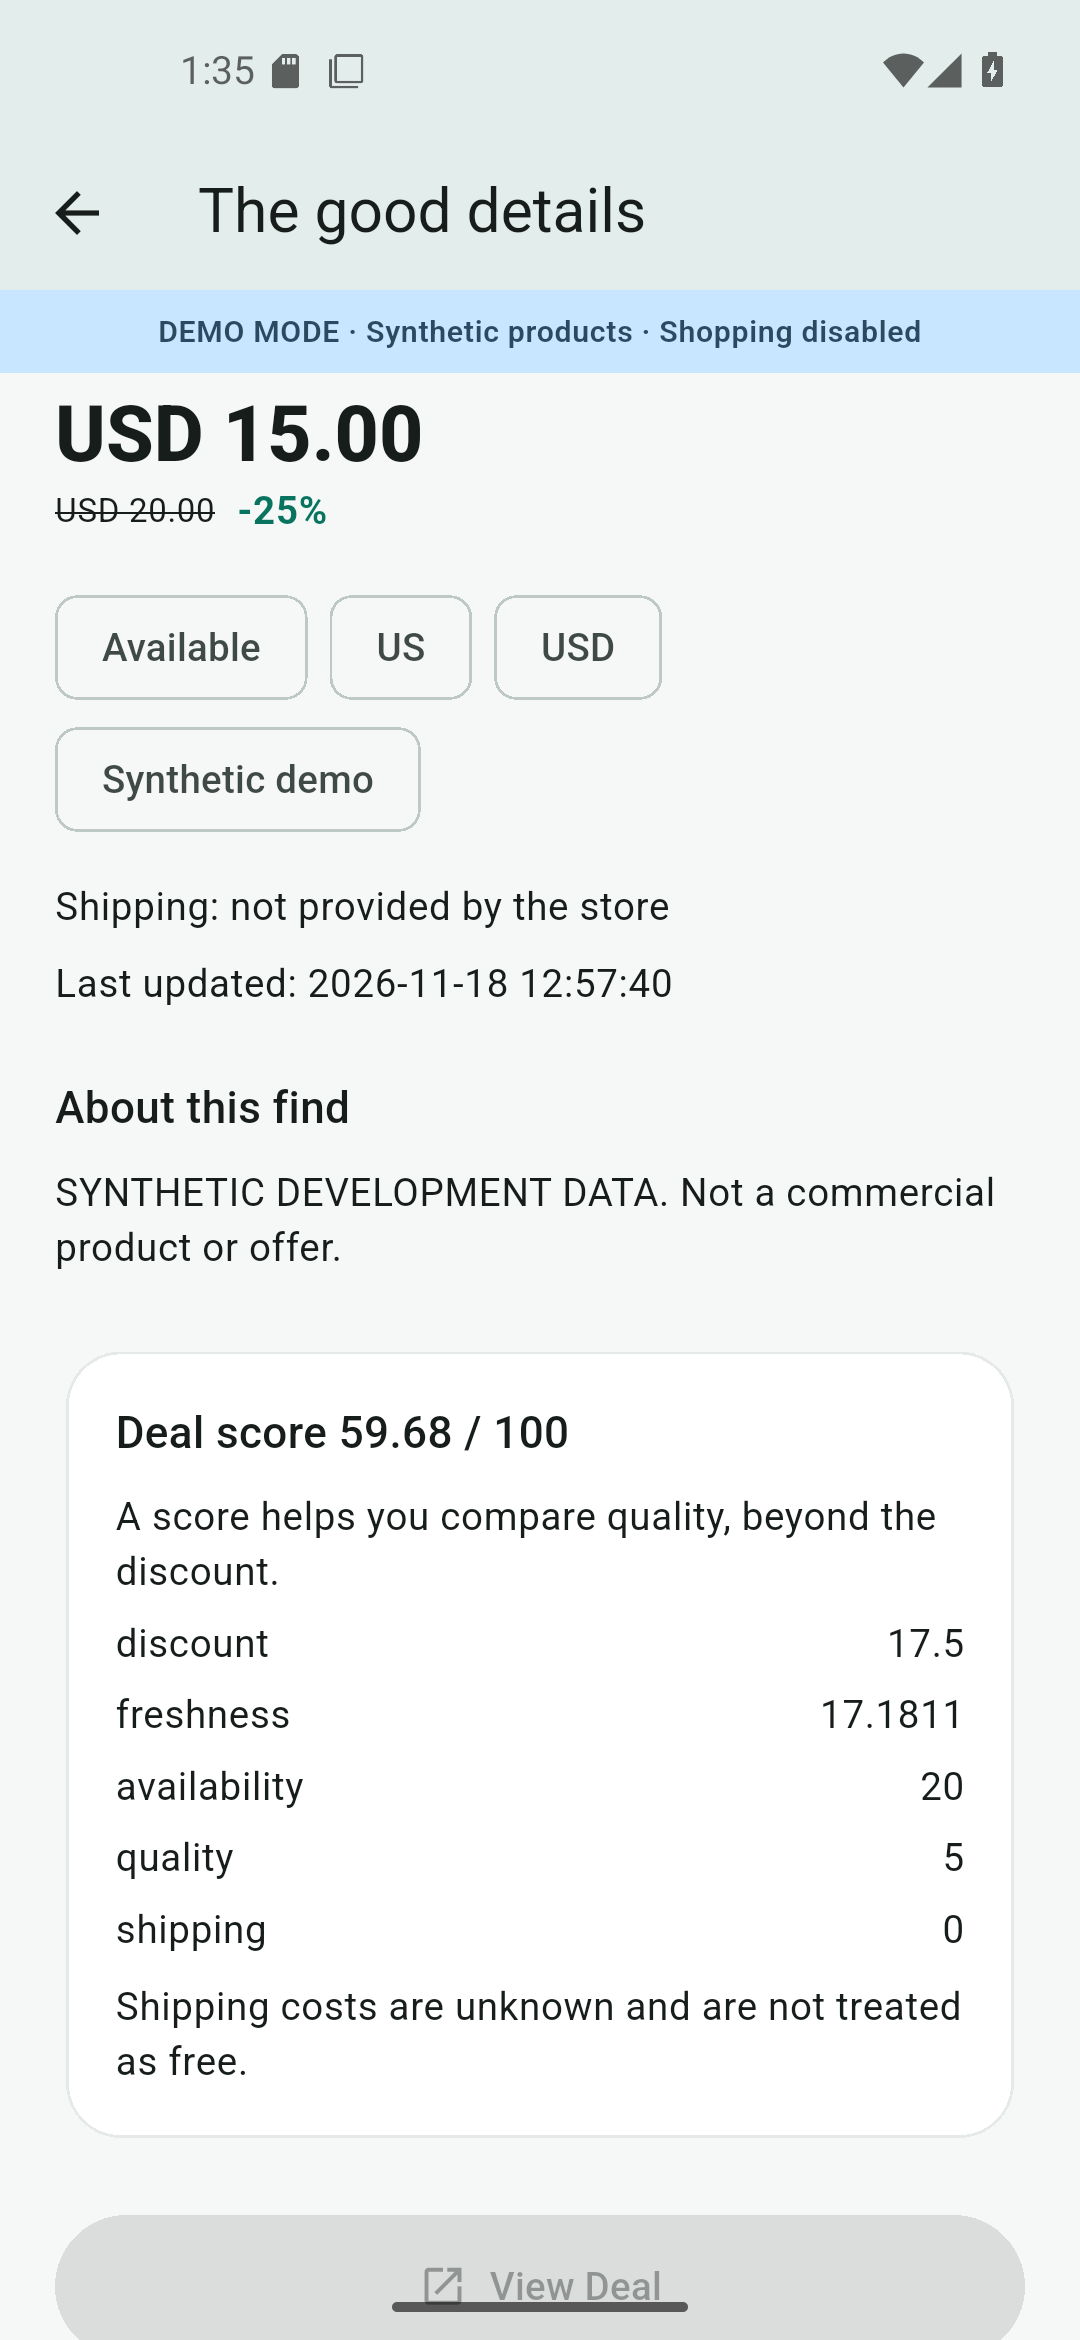 1:35
The good details
DEMO MODE · Synthetic products · Shopping disabled
USD 15.00
USD 20.00 -25%
Available US USD
Synthetic demo
Shipping: not provided by the store
Last updated: 2026-11-18 12:57:40
About this find
SYNTHETIC DEVELOPMENT DATA. Not a commercial
product or offer.
Deal score 59.68 / 100
A score helps you compare quality, beyond the
discount.
discount 17.5
freshness 17.1811
availability 20
quality 5
shipping 0
Shipping costs are unknown and are not treated
as free.
View Deal